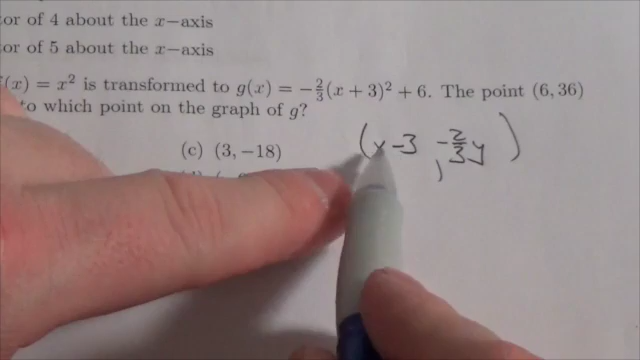 tor of 4 about the x−axis
tor of 5 about the x−axis
f(x) = x² is transformed to g(x) = −2/3(x + 3)² + 6. The point (6, 36)
to which point on the graph of g?
(c) (3, −18)
(x−3, −2/3y )